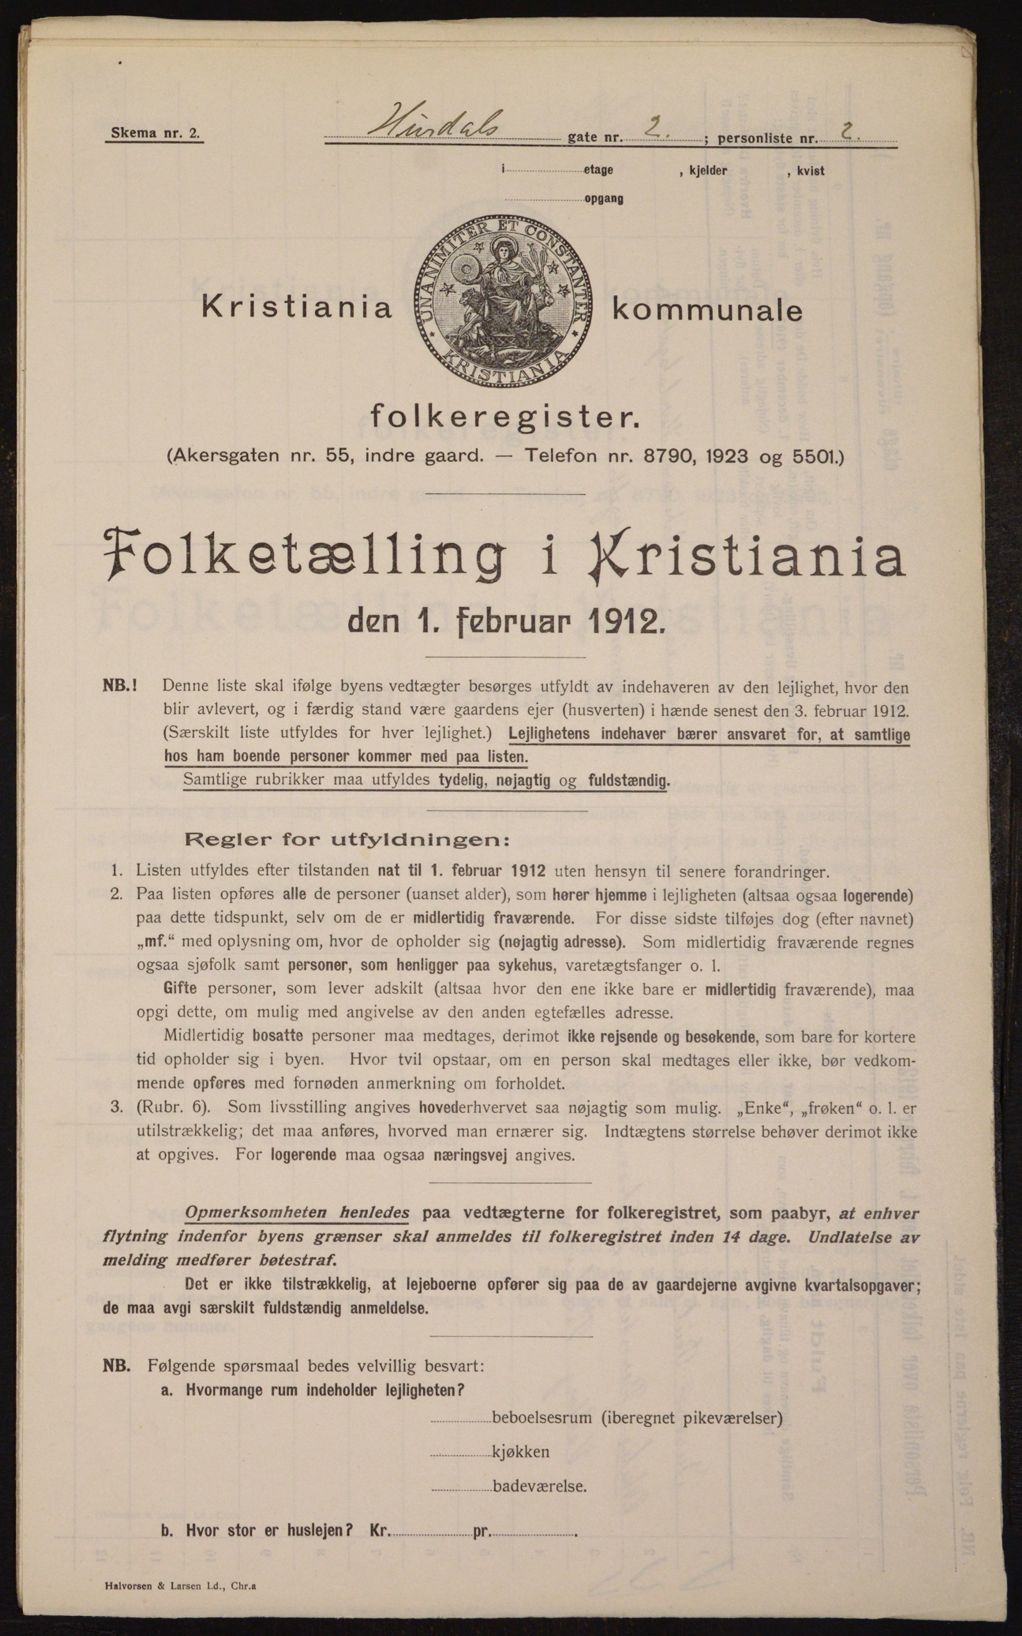 Skema nr. 2.
Hurdals gate nr. 2. ; personliste nr. 2.
i etage , kjelder , kvist
opgang
UNANIMITER ET CONSTANTER
KRISTIANIA
Kristiania kommunale
folkeregister.
(Akersgaten nr. 55, indre gaard. — Telefon nr. 8790, 1923 og 5501.)
Folketælling i Kristiania
den 1. februar 1912.
NB.! Denne liste skal ifølge byens vedtægter besørges utfyldt av indehaveren av den lejlighet, hvor den
blir avlevert, og i færdig stand være gaardens ejer (husverten) i hænde senest den 3. februar 1912.
(Særskilt liste utfyldes for hver lejlighet.) Lejlighetens indehaver bærer ansvaret for, at samtlige
hos ham boende personer kommer med paa listen.
Samtlige rubrikker maa utfyldes tydelig, nøjagtig og fuldstændig.
Regler for utfyldningen:
1. Listen utfyldes efter tilstanden nat til 1. februar 1912 uten hensyn til senere forandringer.
2. Paa listen opføres alle de personer (uanset alder), som hører hjemme i lejligheten (altsaa ogsaa logerende)
paa dette tidspunkt, selv om de er midlertidig fraværende. For disse sidste tilføjes dog (efter navnet)
„mf.“ med oplysning om, hvor de opholder sig (nøjagtig adresse). Som midlertidig fraværende regnes
ogsaa sjøfolk samt personer, som henligger paa sykehus, varetægtsfanger o. l.
Gifte personer, som lever adskilt (altsaa hvor den ene ikke bare er midlertidig fraværende), maa
opgi dette, om mulig med angivelse av den anden egtefælles adresse.
Midlertidig bosatte personer maa medtages, derimot ikke rejsende og besøkende, som bare for kortere
tid opholder sig i byen. Hvor tvil opstaar, om en person skal medtages eller ikke, bør vedkom-
mende opføres med fornøden anmerkning om forholdet.
3. (Rubr. 6). Som livsstilling angives hovederhvervet saa nøjagtig som mulig. „Enke“, „frøken“ o. l. er
utilstrækkelig; det maa anføres, hvorved man ernærer sig. Indtægtens størrelse behøver derimot ikke
at opgives. For logerende maa ogsaa næringsvej angives.
Opmerksomheten henledes paa vedtægterne for folkeregistret, som paabyr, at enhver
flytning indenfor byens grænser skal anmeldes til folkeregistret inden 14 dage. Undlatelse av
melding medfører bøtestraf.
Det er ikke tilstrækkelig, at lejeboerne opfører sig paa de av gaardejerne avgivne kvartalsopgaver;
de maa avgi særskilt fuldstændig anmeldelse.
NB. Følgende spørsmaal bedes velvillig besvart:
a. Hvormange rum indeholder lejligheten?
beboelsesrum (iberegnet pikeværelser)
kjøkken
badeværelse.
b. Hvor stor er huslejen? Kr. pr. .
Halvorsen & Larsen Ld., Chr.a